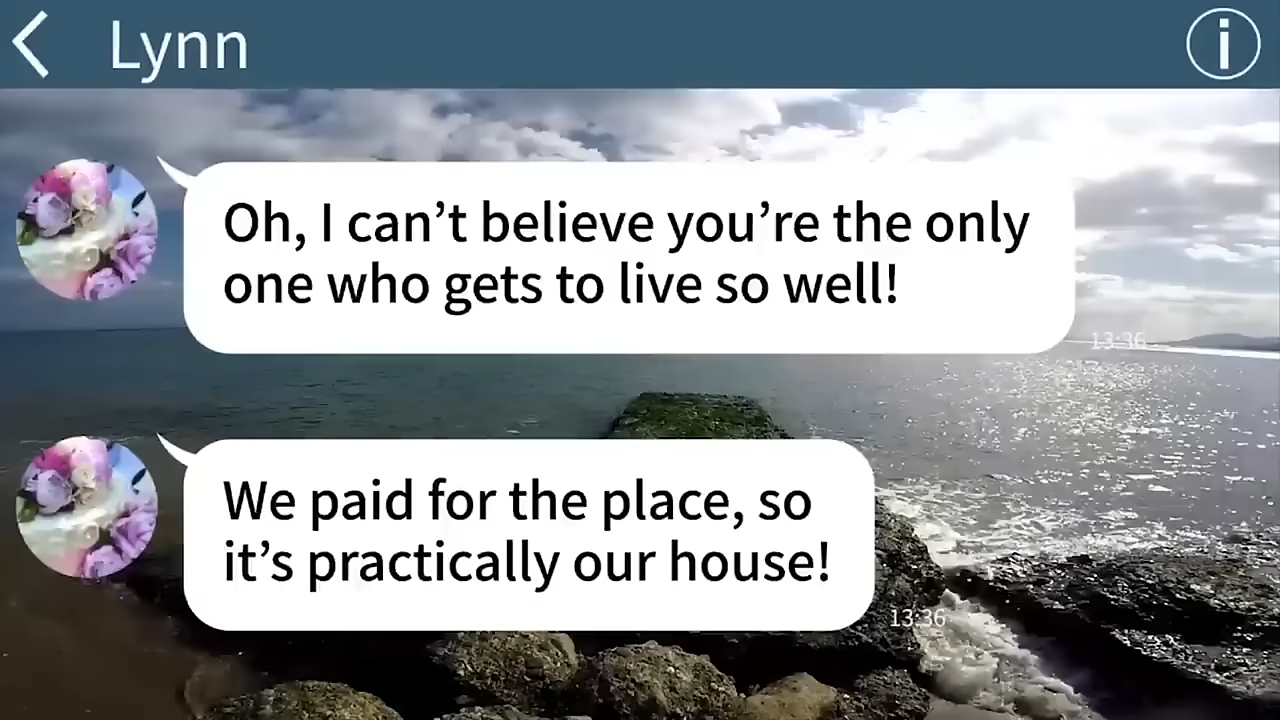 Lynn
Oh, I can’t believe you’re the only
one who gets to live so well!
13:36
We paid for the place, so
it’s practically our house!
13:36